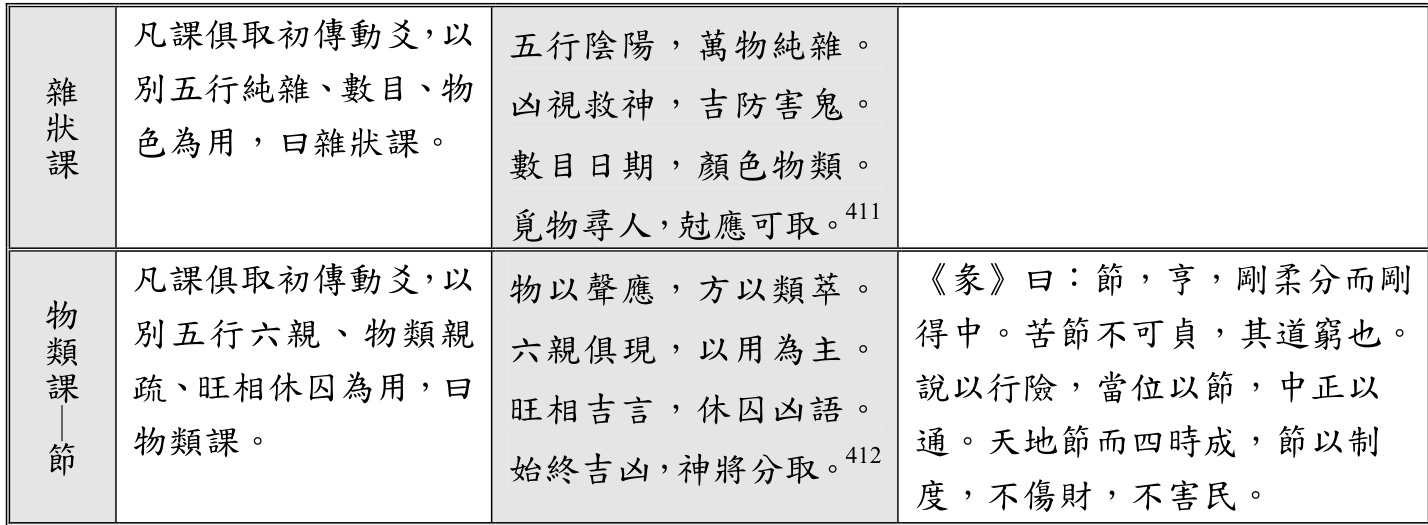 雜狀課
凡課俱取初傳動爻，以
別五行純雜、數目、物
色為用，曰雜狀課。
五行陰陽，萬物純雜。
凶視救神，吉防害鬼。
數目日期，顏色物類。
覓物尋人，尅應可取。411
物類課—節
凡課俱取初傳動爻，以
別五行六親、物類親
疏、旺相休囚為用，曰
物類課。
物以聲應，方以類萃。
六親俱現，以用為主。
旺相吉言，休囚凶語。
始終吉凶，神將分取。412
《彖》曰：節，亨，剛柔分而剛
得中。苦節不可貞，其道窮也。
說以行險，當位以節，中正以
通。天地節而四時成，節以制
度，不傷財，不害民。